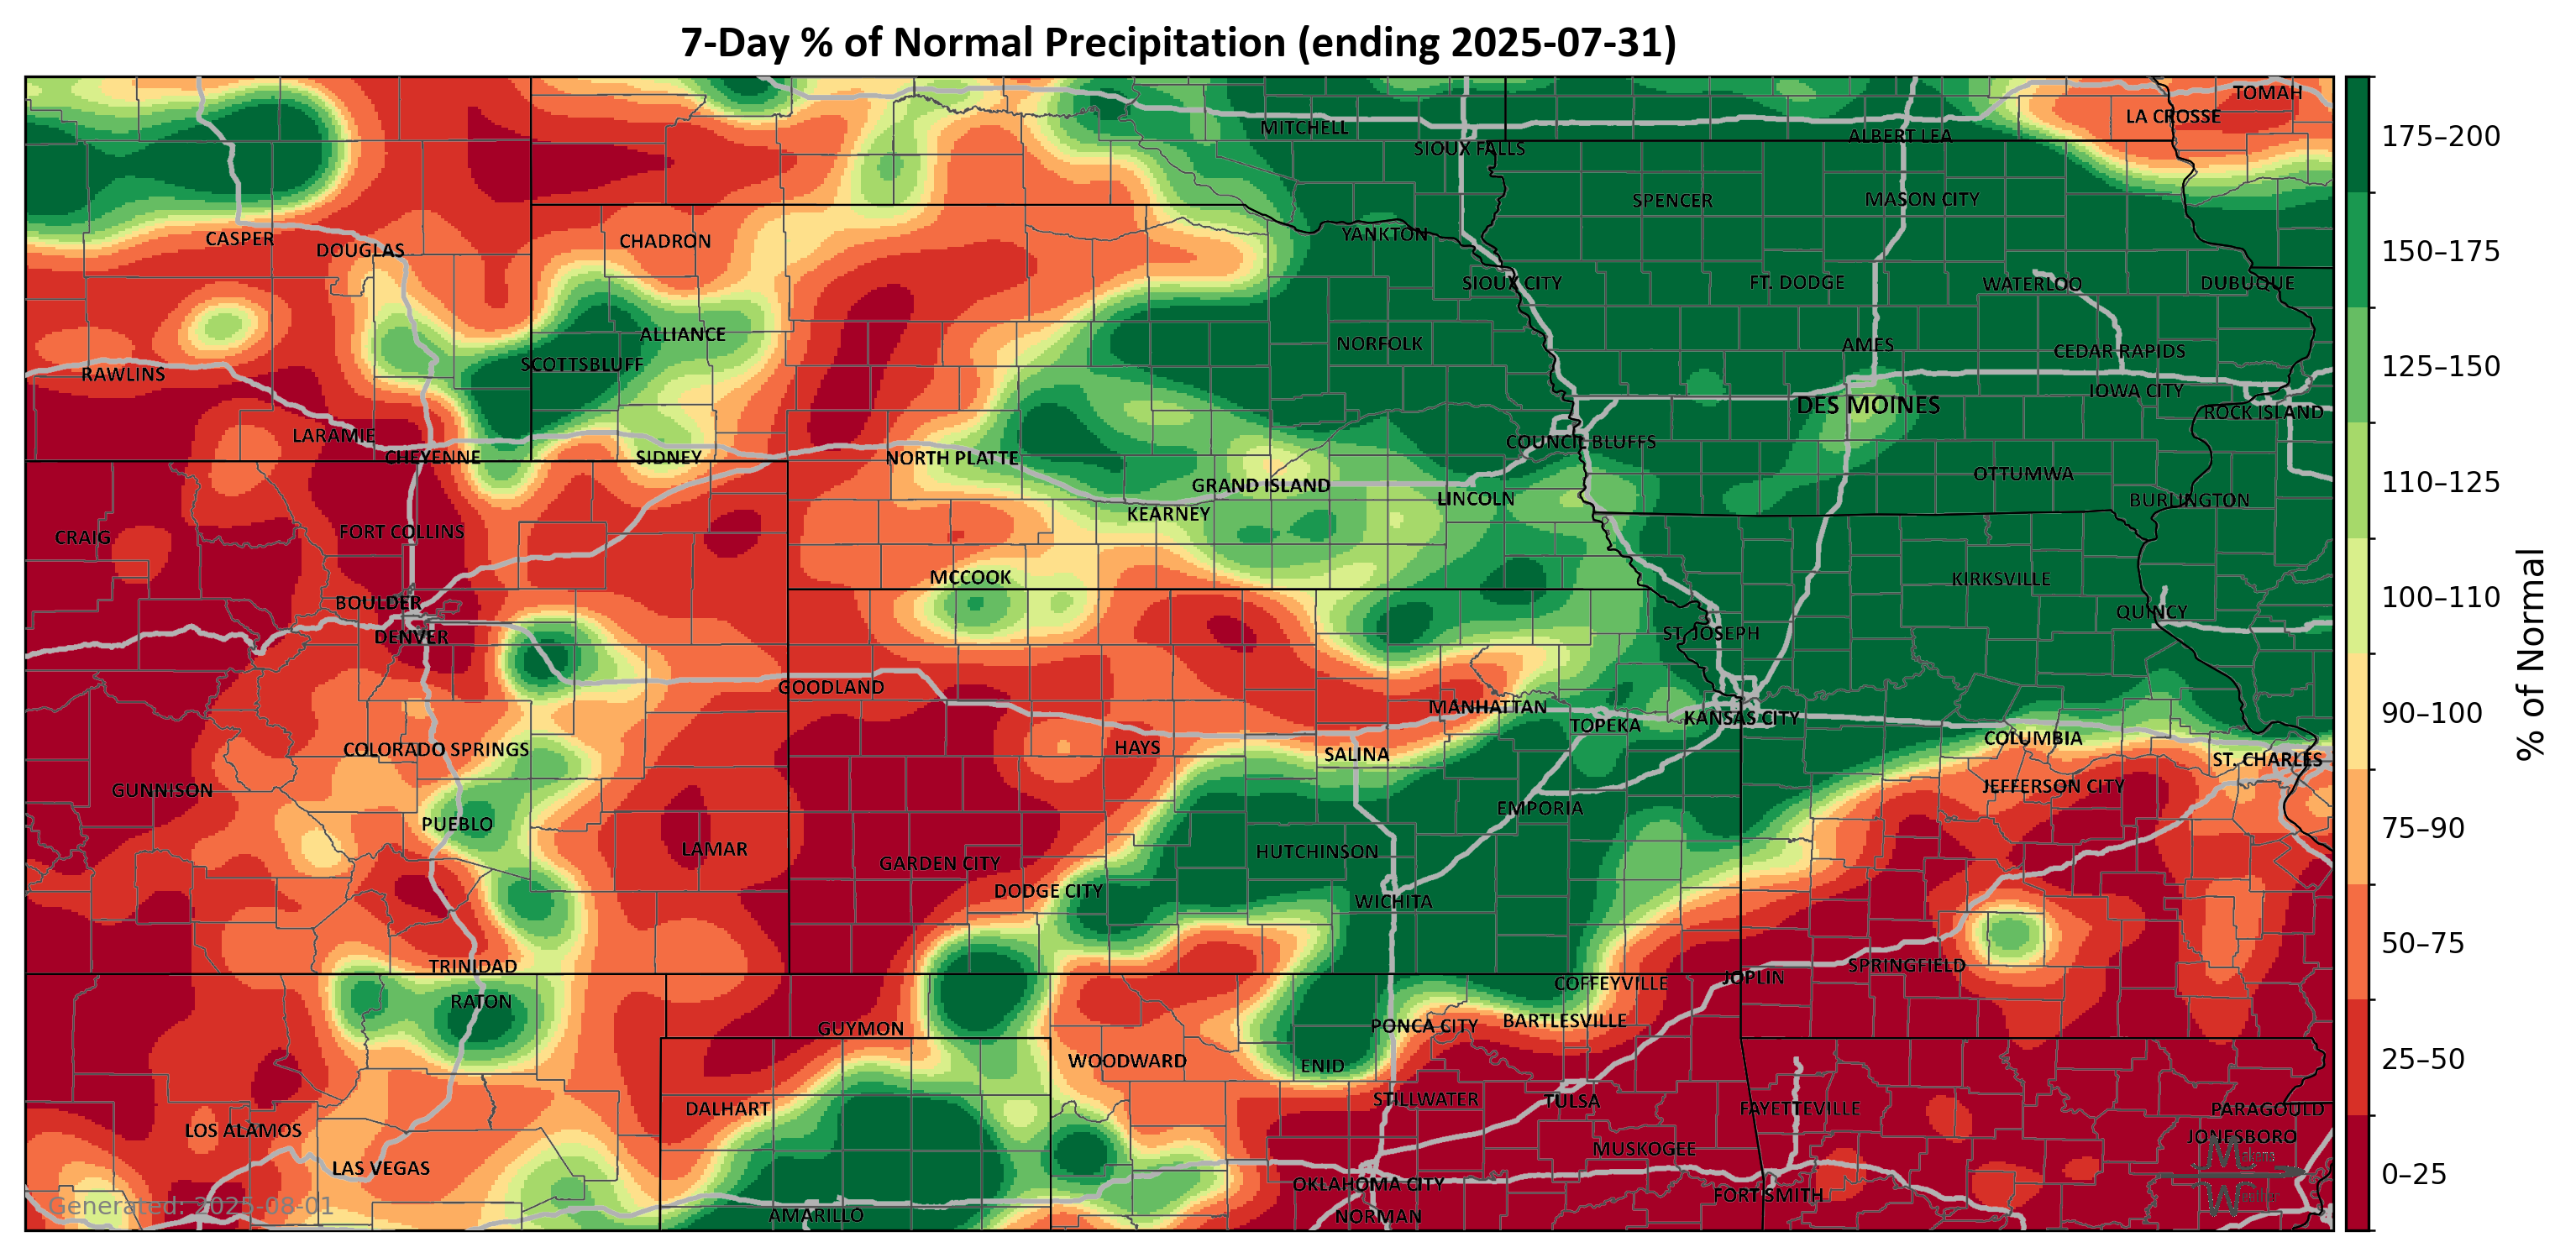 7-Day % of Normal Precipitation (ending 2025-07-31)
TOMAH
LA CROSSE
MITCHELL
ALBERT LEA
SIOUX FALLS
SPENCER
MASON CITY
CASPER
DOUGLAS
CHADRON
YANKTON
SIOUX CITY
FT. DODGE
WATERLOO
DUBUQUE
ALLIANCE
NORFOLK
AMES
CEDAR RAPIDS
SCOTTSBLUFF
RAWLINS
IOWA CITY
DES MOINES
ROCK ISLAND
LARAMIE
COUNCIL BLUFFS
CHEYENNE
SIDNEY
NORTH PLATTE
OTTUMWA
GRAND ISLAND
LINCOLN
BURLINGTON
KEARNEY
CRAIG
FORT COLLINS
MCCOOK
KIRKSVILLE
BOULDER
QUINCY
DENVER
ST. JOSEPH
GOODLAND
MANHATTAN
TOPEKA
KANSAS CITY
COLORADO SPRINGS
HAYS
SALINA
COLUMBIA
ST. CHARLES
GUNNISON
JEFFERSON CITY
EMPORIA
PUEBLO
LAMAR
HUTCHINSON
GARDEN CITY
DODGE CITY
WICHITA
TRINIDAD
SPRINGFIELD
JOPLIN
COFFEYVILLE
RATON
GUYMON
PONCA CITY
BARTLESVILLE
WOODWARD
ENID
DALHART
STILLWATER
TULSA
FAYETTEVILLE
PARAGOULD
LOS ALAMOS
JONESBORO
MUSKOGEE
LAS VEGAS
OKLAHOMA CITY
FORT SMITH
Generated: 2025-08-01
AMARILLO
NORMAN
175–200
150–175
125–150
110–125
100–110
90–100
75–90
50–75
25–50
0–25
% of Normal